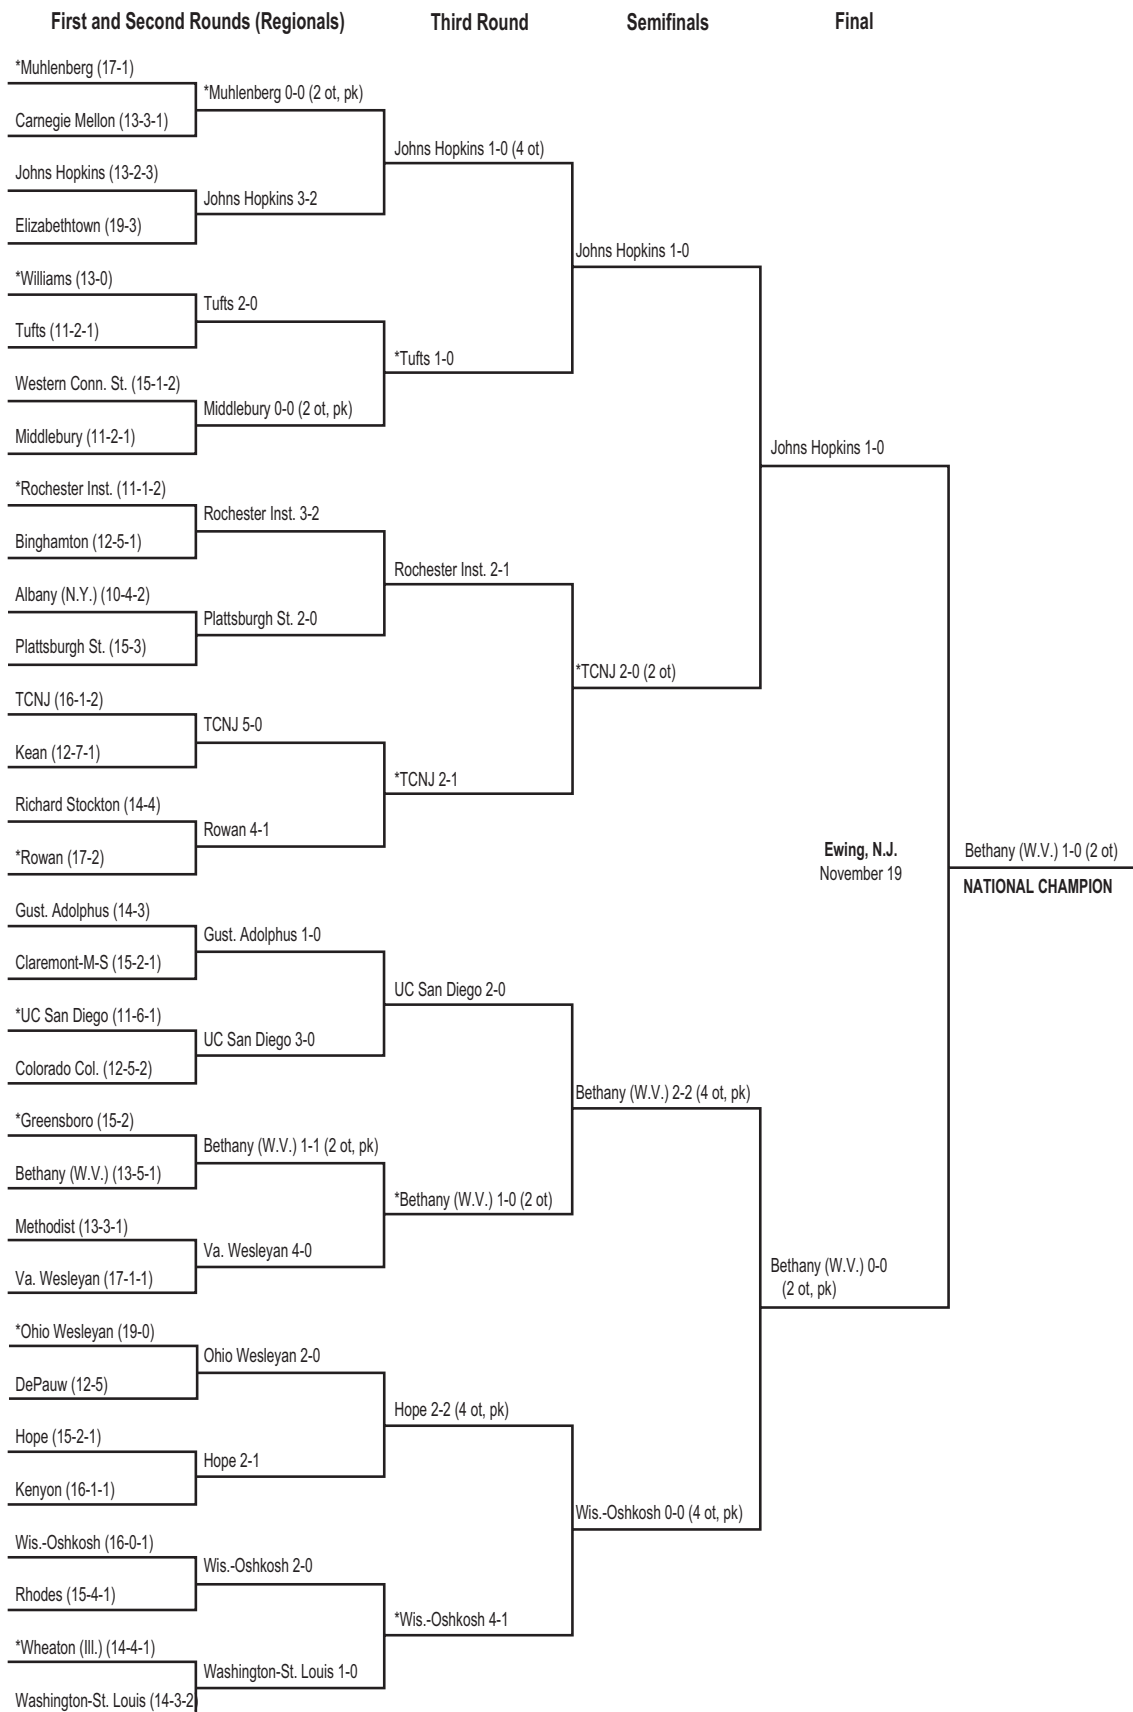 First and Second Rounds (Regionals)
Third Round
Semifinals
Final
*Muhlenberg (17-1)
Carnegie Mellon (13-3-1)
Johns Hopkins (13-2-3)
Elizabethtown (19-3)
*Williams (13-0)
Tufts (11-2-1)
Western Conn. St. (15-1-2)
Middlebury (11-2-1)
*Rochester Inst. (11-1-2)
Binghamton (12-5-1)
Albany (N.Y.) (10-4-2)
Plattsburgh St. (15-3)
TCNJ (16-1-2)
Kean (12-7-1)
Richard Stockton (14-4)
*Rowan (17-2)
Gust. Adolphus (14-3)
Claremont-M-S (15-2-1)
*UC San Diego (11-6-1)
Colorado Col. (12-5-2)
*Greensboro (15-2)
Bethany (W.V.) (13-5-1)
Methodist (13-3-1)
Va. Wesleyan (17-1-1)
*Ohio Wesleyan (19-0)
DePauw (12-5)
Hope (15-2-1)
Kenyon (16-1-1)
Wis.-Oshkosh (16-0-1)
Rhodes (15-4-1)
*Wheaton (Ill.) (14-4-1)
Washington-St. Louis (14-3-2)
*Muhlenberg 0-0 (2 ot, pk)
Johns Hopkins 3-2
Tufts 2-0
Middlebury 0-0 (2 ot, pk)
Rochester Inst. 3-2
Plattsburgh St. 2-0
TCNJ 5-0
Rowan 4-1
Gust. Adolphus 1-0
UC San Diego 3-0
Bethany (W.V.) 1-1 (2 ot, pk)
Va. Wesleyan 4-0
Ohio Wesleyan 2-0
Hope 2-1
Wis.-Oshkosh 2-0
Washington-St. Louis 1-0
Johns Hopkins 1-0 (4 ot)
*Tufts 1-0
Rochester Inst. 2-1
*TCNJ 2-1
UC San Diego 2-0
*Bethany (W.V.) 1-0 (2 ot)
Hope 2-2 (4 ot, pk)
*Wis.-Oshkosh 4-1
Johns Hopkins 1-0
*TCNJ 2-0 (2 ot)
Bethany (W.V.) 2-2 (4 ot, pk)
Wis.-Oshkosh 0-0 (4 ot, pk)
Johns Hopkins 1-0
Bethany (W.V.) 0-0
(2 ot, pk)
Ewing, N.J.
November 19
Bethany (W.V.) 1-0 (2 ot)
NATIONAL CHAMPION